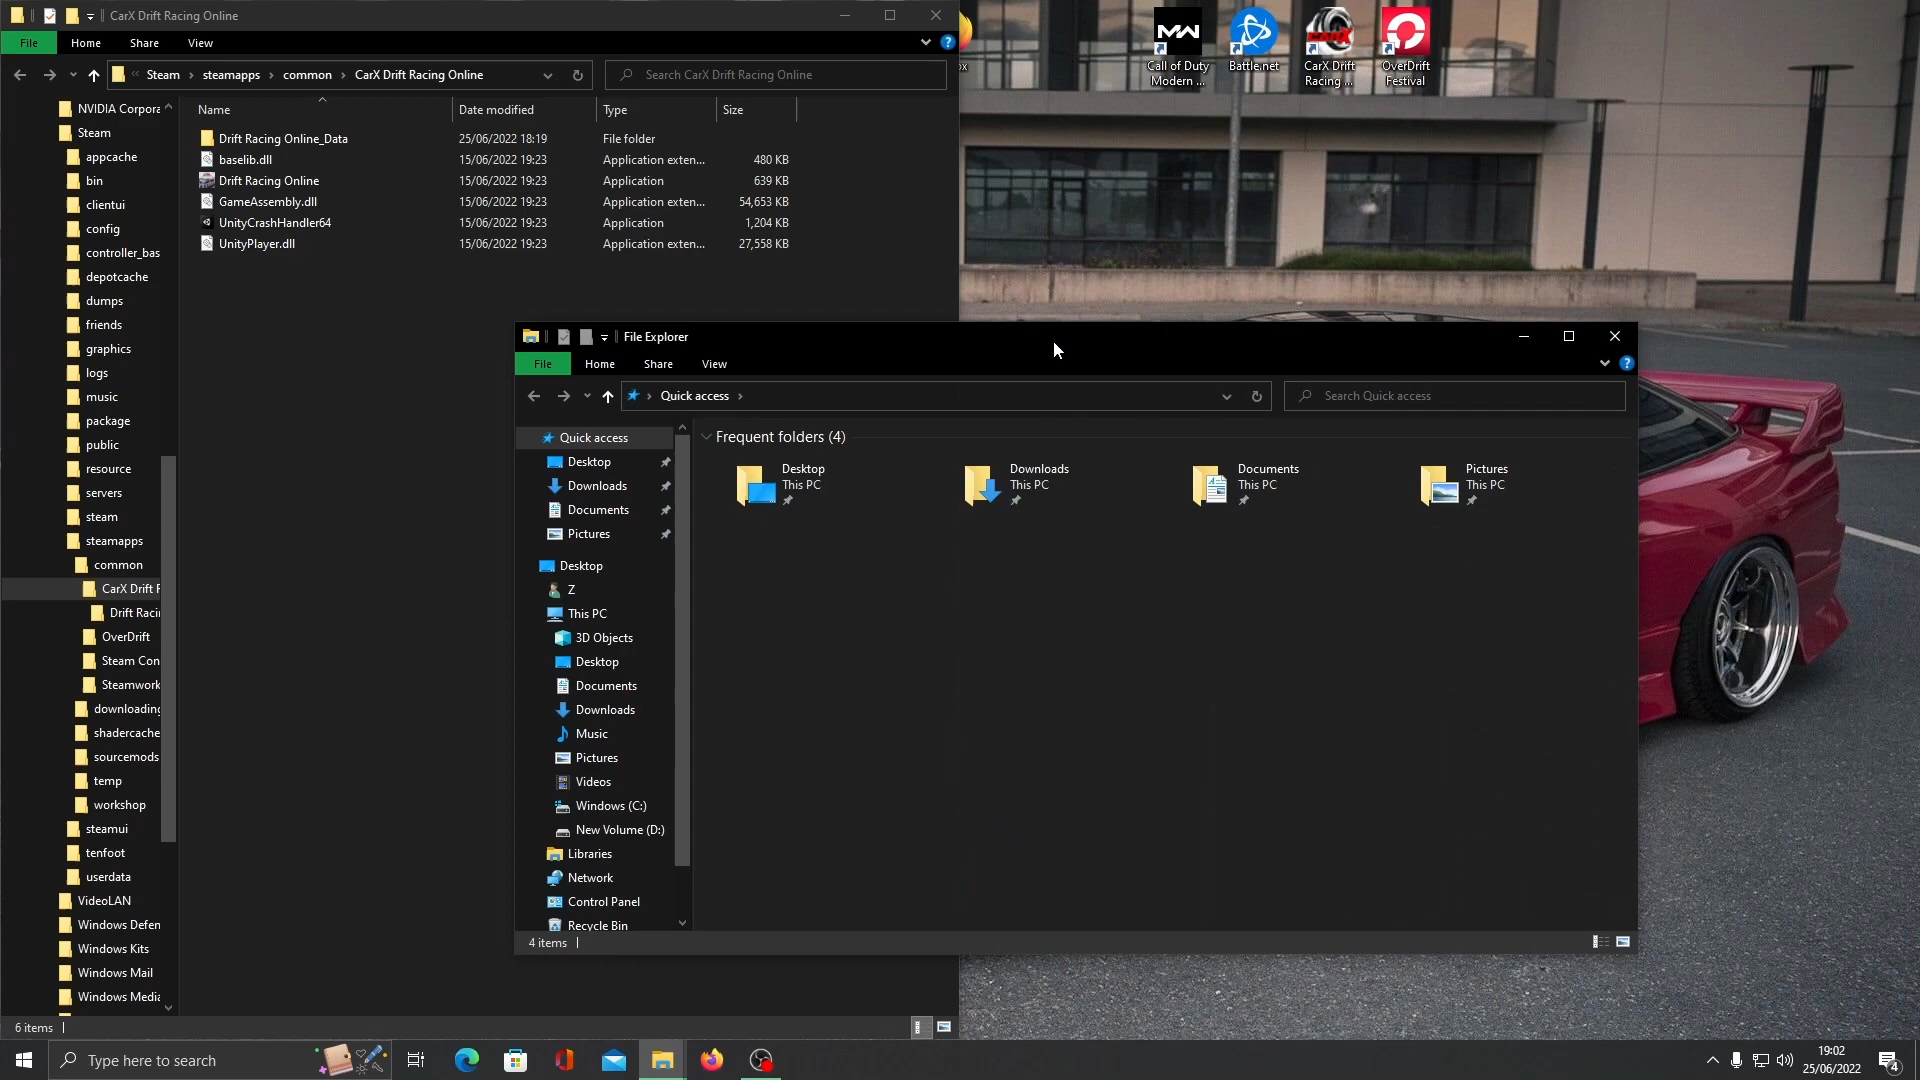 CarX Drift Racing Online
File
Home
Share
View
Steam
steamapps
common
CarX Drift Racing Online
Search CarX Drift Racing Online
Name
Date modified
Type
Size
Drift Racing Online_Data
25/06/2022 18:19
File folder
baselib.dll
15/06/2022 19:23
Application exten...
480 KB
Drift Racing Online
15/06/2022 19:23
Application
639 KB
GameAssembly.dll
15/06/2022 19:23
Application exten...
54,653 KB
UnityCrashHandler64
15/06/2022 19:23
Application
1,204 KB
UnityPlayer.dll
15/06/2022 19:23
Application exten...
27,558 KB
NVIDIA Corpora
Steam
appcache
bin
clientui
config
controller_bas
depotcache
dumps
friends
graphics
logs
music
package
public
resource
servers
steam
steamapps
common
CarX Drift R
Drift Racin
OverDrift
Steam Con
Steamwork
downloading
shadercache
sourcemods
temp
workshop
steamui
tenfoot
userdata
VideoLAN
Windows Defen
Windows Kits
Windows Mail
Windows Media
6 items
ox
MW
Call of Duty
Modern ...
Battle.net
CarX
CarX Drift
Racing ...
OverDrift
Festival
File Explorer
File
Home
Share
View
Quick access
Search Quick access
Quick access
Desktop
Downloads
Documents
Pictures
Desktop
Z
This PC
3D Objects
Desktop
Documents
Downloads
Music
Pictures
Videos
Windows (C:)
New Volume (D:)
Libraries
Network
Control Panel
Recycle Bin
Frequent folders (4)
Desktop
This PC
Downloads
This PC
Documents
This PC
Pictures
This PC
4 items
Type here to search
19:02
25/06/2022
4